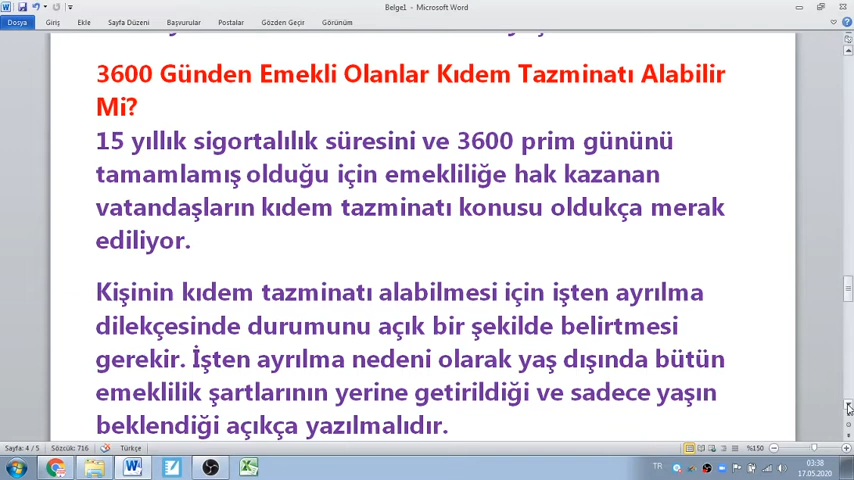 Belge1 - Microsoft Word
Dosya Giriş Ekle Sayfa Düzeni Başvurular Postalar Gözden Geçir Görünüm
3600 Günden Emekli Olanlar Kıdem Tazminatı Alabilir
Mi?
15 yıllık sigortalılık süresini ve 3600 prim gününü
tamamlamış olduğu için emekliliğe hak kazanan
vatandaşların kıdem tazminatı konusu oldukça merak
ediliyor.
Kişinin kıdem tazminatı alabilmesi için işten ayrılma
dilekçesinde durumunu açık bir şekilde belirtmesi
gerekir. İşten ayrılma nedeni olarak yaş dışında bütün
emeklilik şartlarının yerine getirildiği ve sadece yaşın
beklendiği açıkça yazılmalıdır.
Sayfa: 4 / 5 Sözcük: 716 Türkçe %150
TR 03:38
17.05.2020